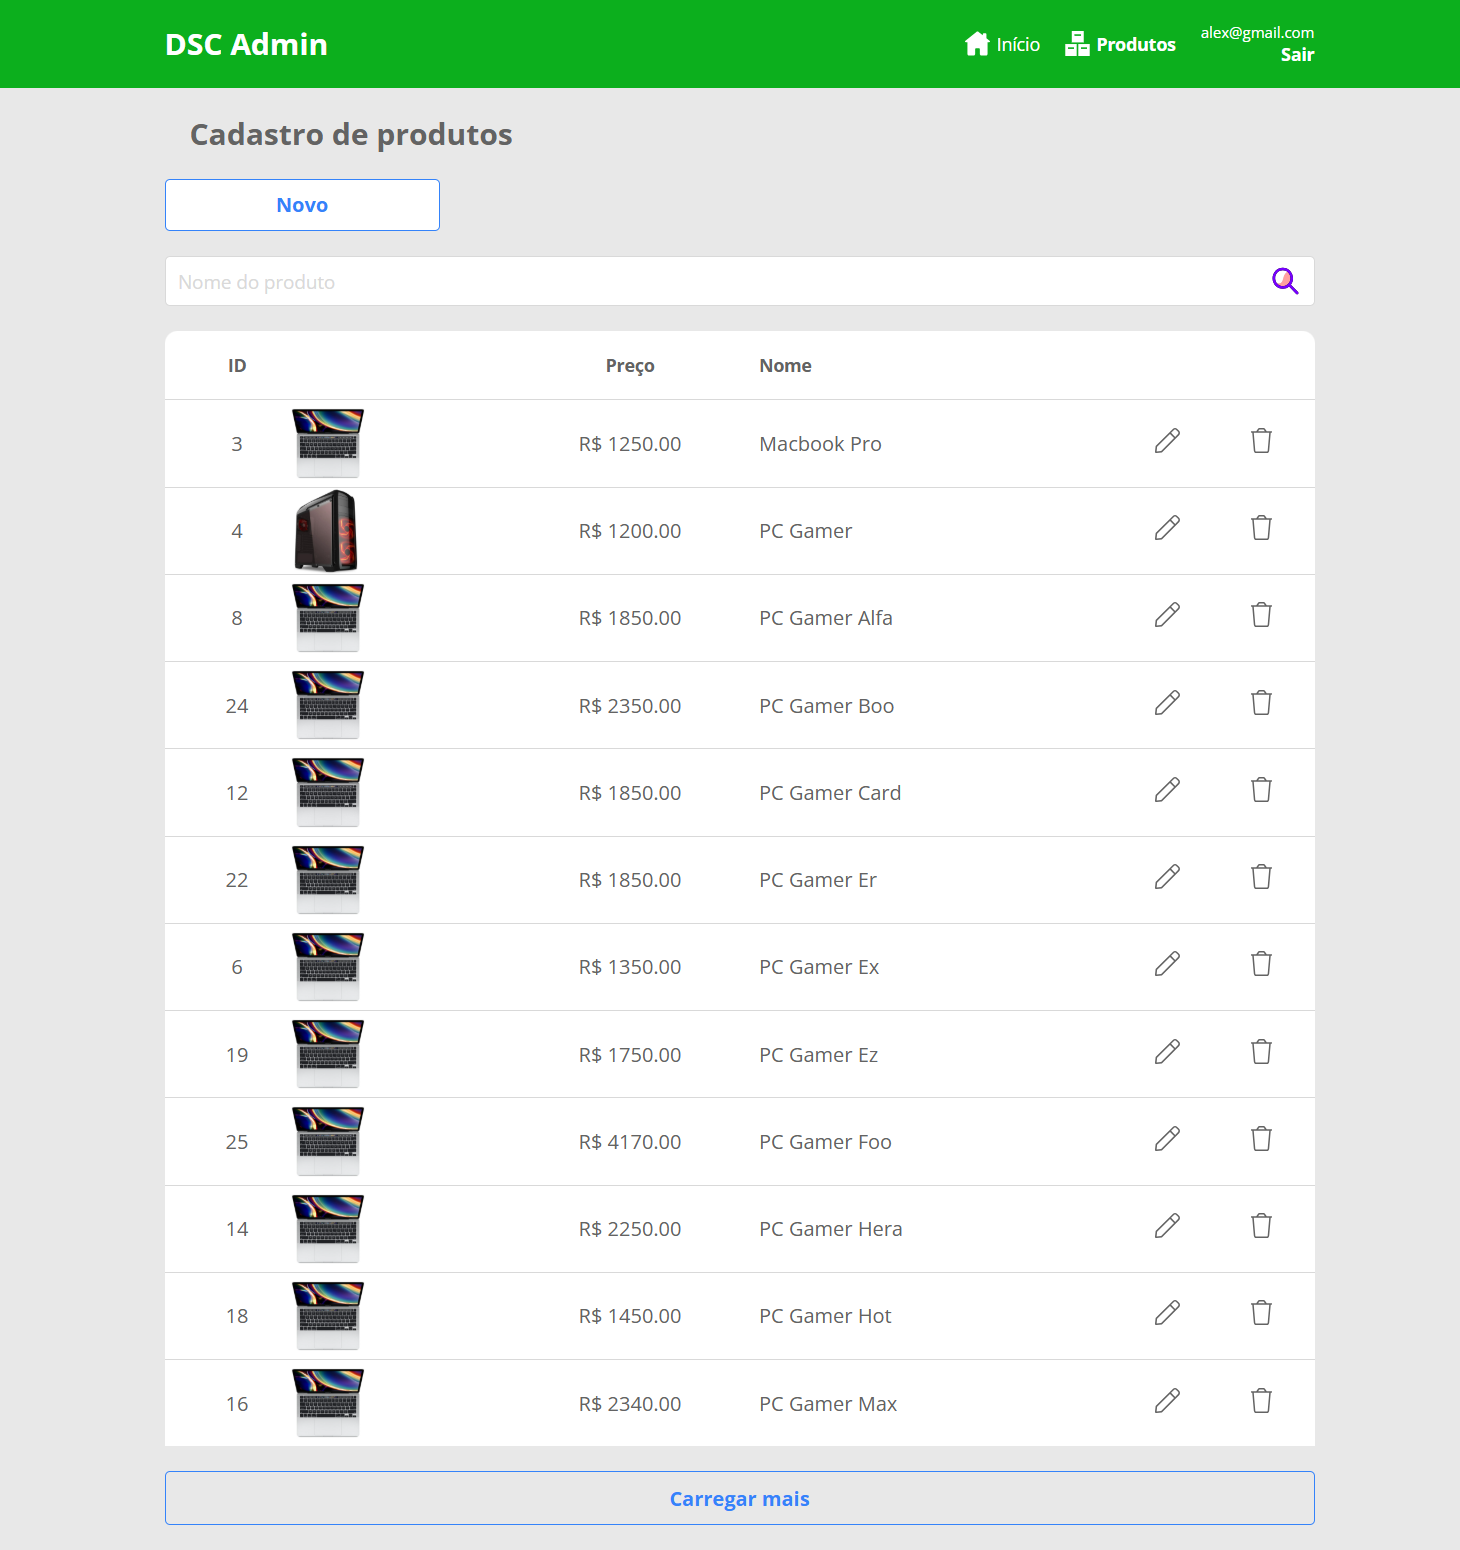 DSC Admin
Início
Produtos
alex@gmail.com
Sair
Cadastro de produtos
Novo
Nome do produto
ID Preço Nome
3 R$ 1250.00 Macbook Pro
4 R$ 1200.00 PC Gamer
8 R$ 1850.00 PC Gamer Alfa
24 R$ 2350.00 PC Gamer Boo
12 R$ 1850.00 PC Gamer Card
22 R$ 1850.00 PC Gamer Er
6 R$ 1350.00 PC Gamer Ex
19 R$ 1750.00 PC Gamer Ez
25 R$ 4170.00 PC Gamer Foo
14 R$ 2250.00 PC Gamer Hera
18 R$ 1450.00 PC Gamer Hot
16 R$ 2340.00 PC Gamer Max
Carregar mais